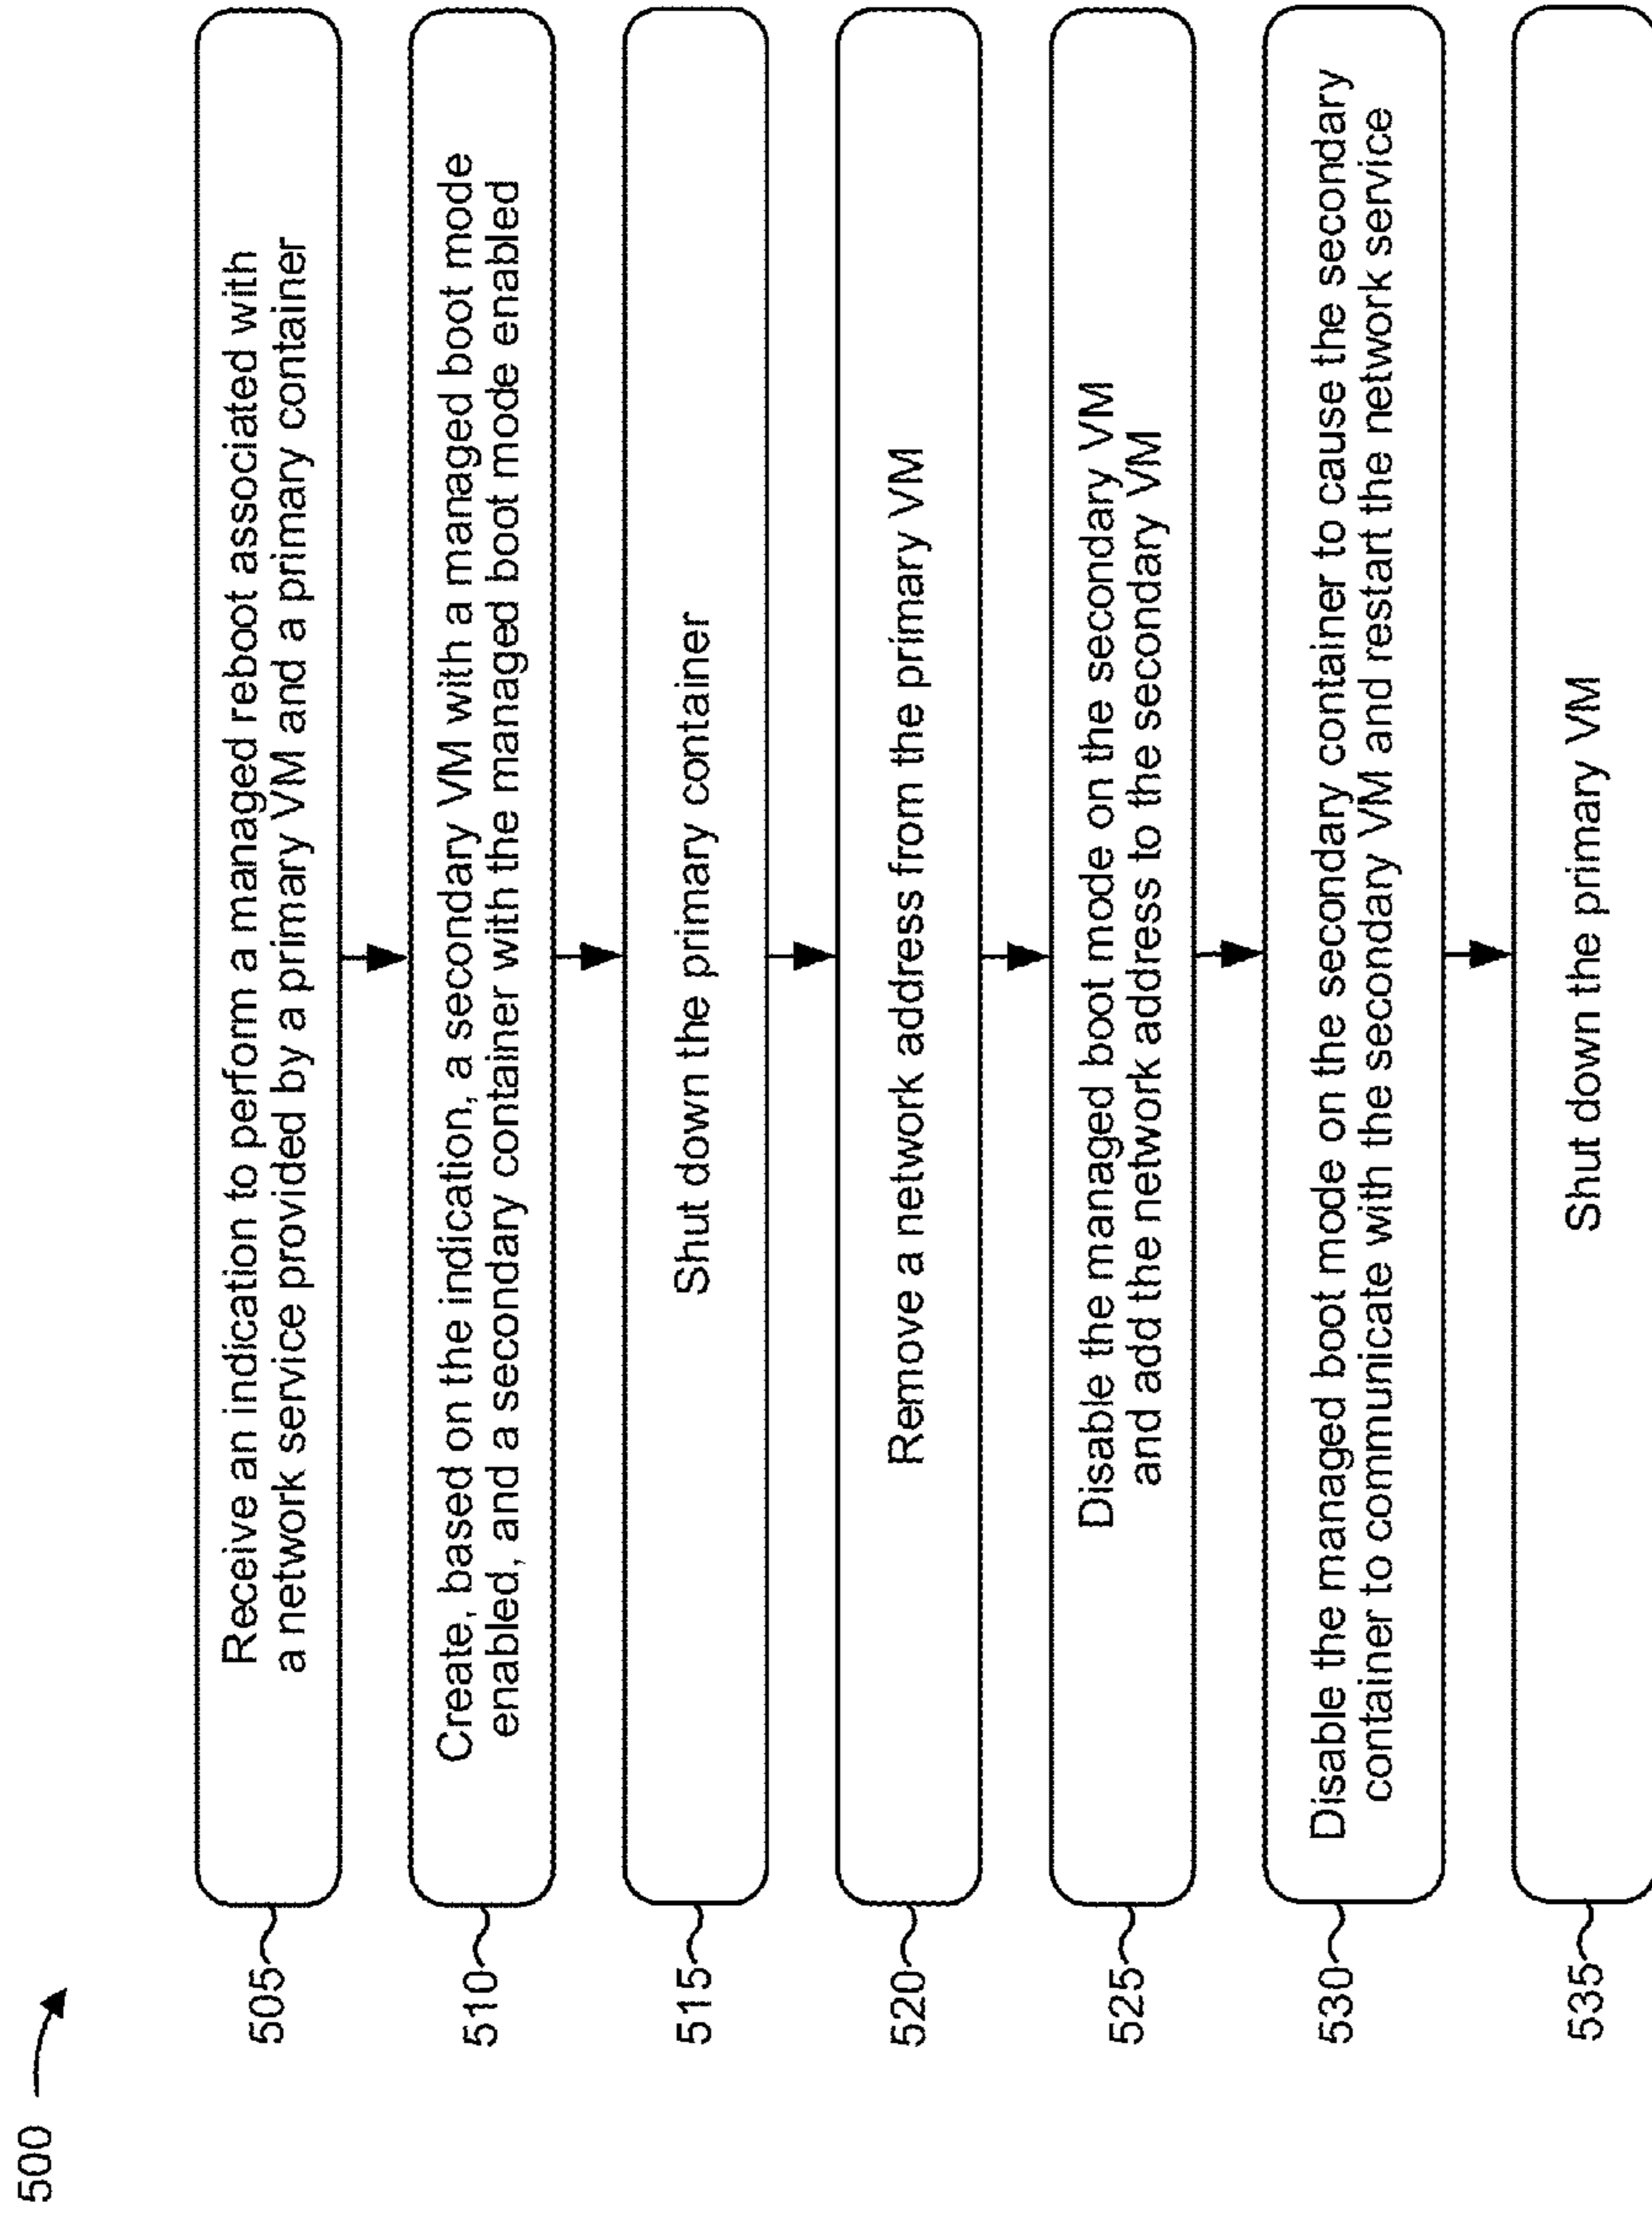 500
505
Receive an indication to perform a managed reboot associated with
a network service provided by a primary VM and a primary container
510
Create, based on the indication, a secondary VM with a managed boot mode
enabled, and a secondary container with the managed boot mode enabled
515
Shut down the primary container
520
Remove a network address from the primary VM
525
Disable the managed boot mode on the secondary VM
and add the network address to the secondary VM
530
Disable the managed boot mode on the secondary container to cause the secondary
container to communicate with the secondary VM and restart the network service
535
Shut down the primary VM